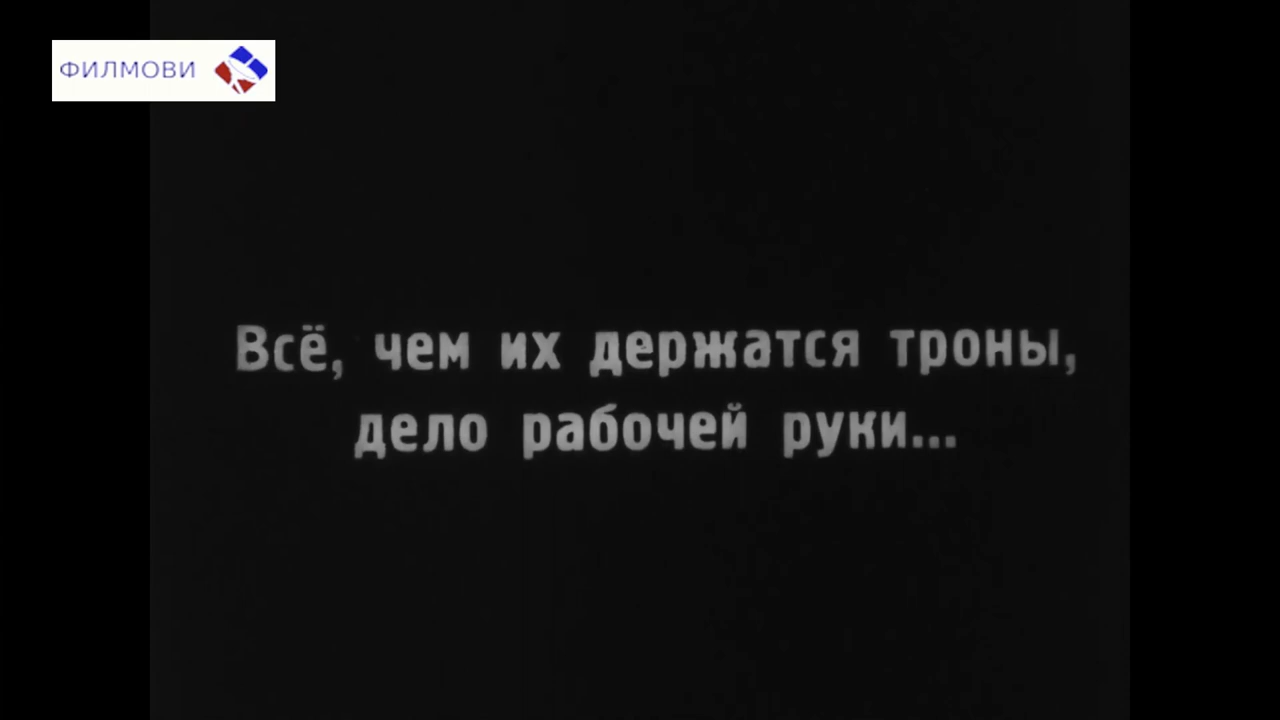 ФИЛМОВИ
Всё, чем их держатся троны,
дело рабочей руки...